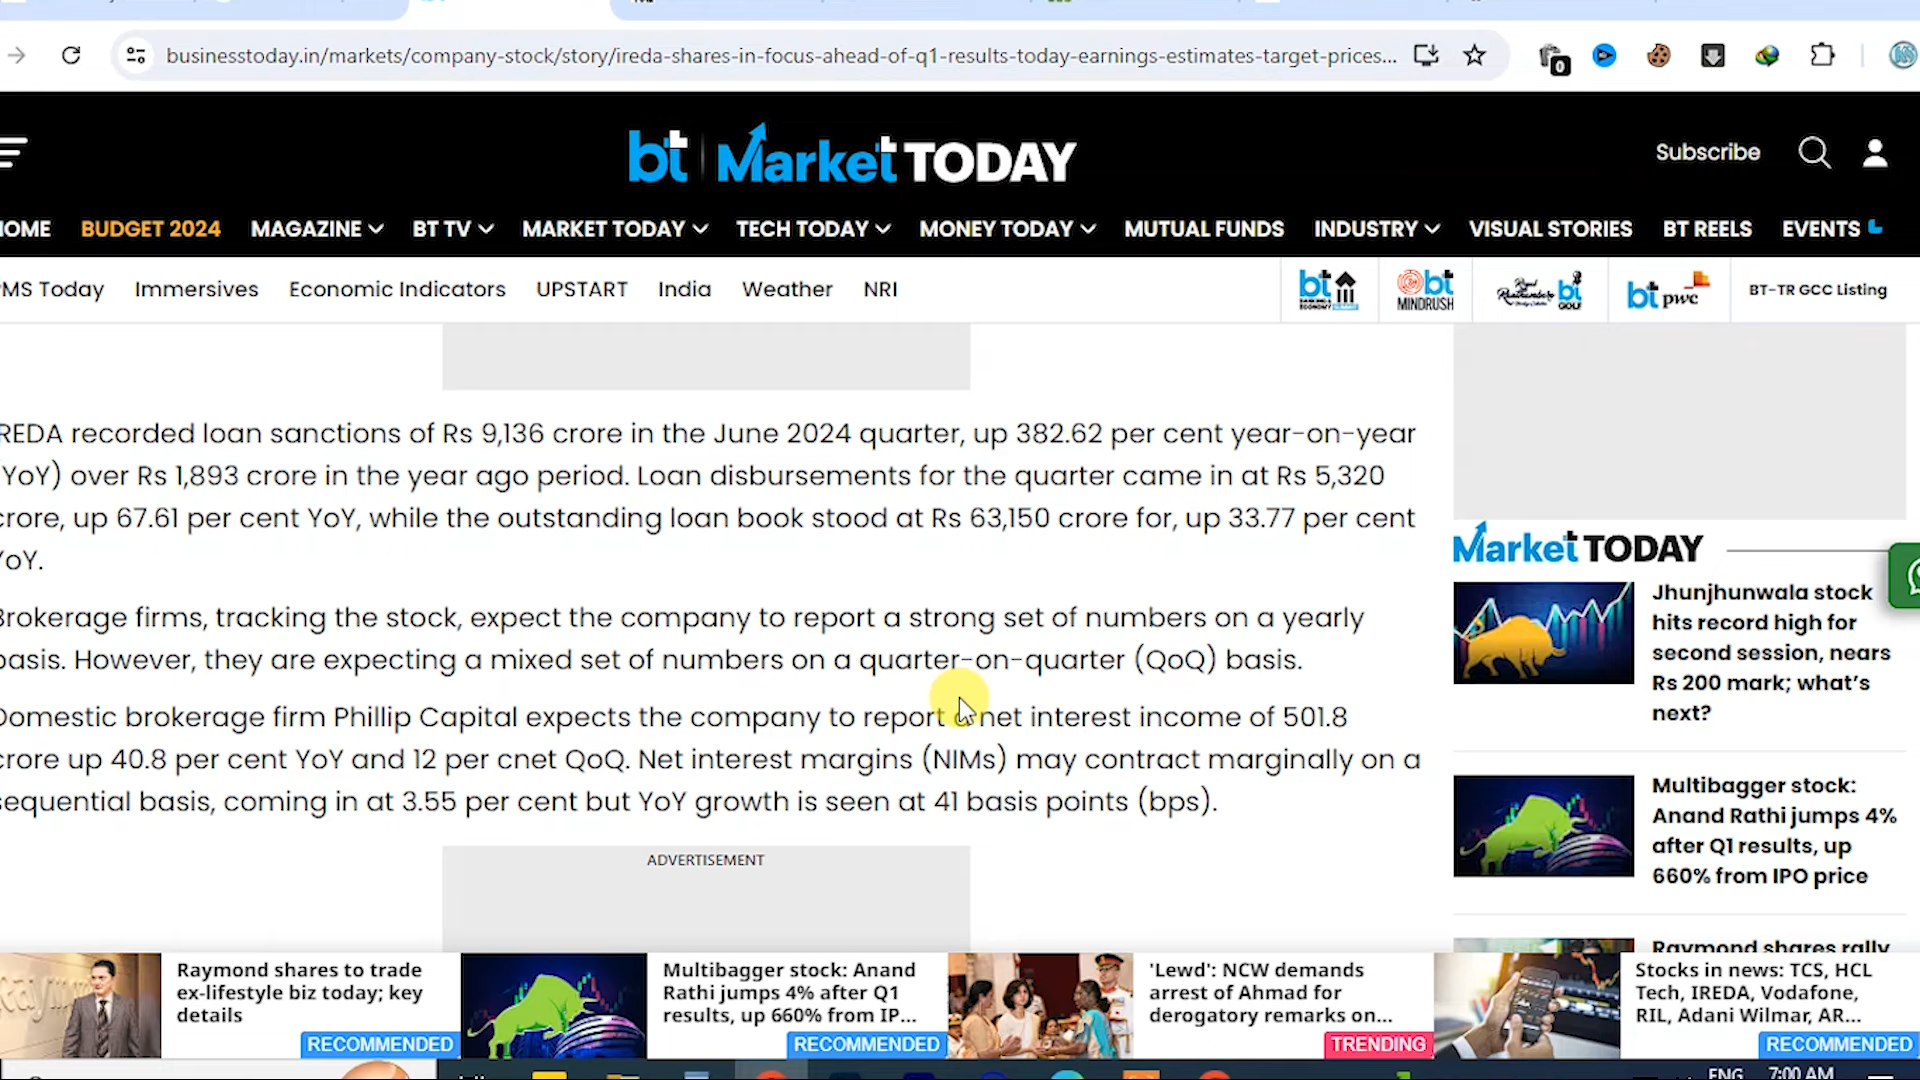 businesstoday.in/markets/company-stock/story/ireda-shares-in-focus-ahead-of-q1-results-today-earnings-estimates-target-prices...
0
bt Market TODAY
Subscribe
OME BUDGET 2024 MAGAZINE BT TV MARKET TODAY TECH TODAY MONEY TODAY MUTUAL FUNDS INDUSTRY VISUAL STORIES BT REELS EVENTS
MS Today Immersives Economic Indicators UPSTART India Weather NRI
bt
bt MINDRUSH
bt GOLF
bt pwc
BT-TR GCC Listing
REDA recorded loan sanctions of Rs 9,136 crore in the June 2024 quarter, up 382.62 per cent year-on-year
YoY) over Rs 1,893 crore in the year ago period. Loan disbursements for the quarter came in at Rs 5,320
crore, up 67.61 per cent YoY, while the outstanding loan book stood at Rs 63,150 crore for, up 33.77 per cent
YoY.
Brokerage firms, tracking the stock, expect the company to report a strong set of numbers on a yearly
basis. However, they are expecting a mixed set of numbers on a quarter-on-quarter (QoQ) basis.
Domestic brokerage firm Phillip Capital expects the company to report a net interest income of 501.8
crore up 40.8 per cent YoY and 12 per cnet QoQ. Net interest margins (NIMs) may contract marginally on a
sequential basis, coming in at 3.55 per cent but YoY growth is seen at 41 basis points (bps).
ADVERTISEMENT
Market TODAY
Jhunjhunwala stock
hits record high for
second session, nears
Rs 200 mark; what's
next?
Multibagger stock:
Anand Rathi jumps 4%
after Q1 results, up
660% from IPO price
Raymond shares rally
Raymond shares to trade
ex-lifestyle biz today; key
details
RECOMMENDED
Multibagger stock: Anand
Rathi jumps 4% after Q1
results, up 660% from IP...
RECOMMENDED
'Lewd': NCW demands
arrest of Ahmad for
derogatory remarks on...
TRENDING
Stocks in news: TCS, HCL
Tech, IREDA, Vodafone,
RIL, Adani Wilmar, AR...
RECOMMENDED
ENG 7:00 AM